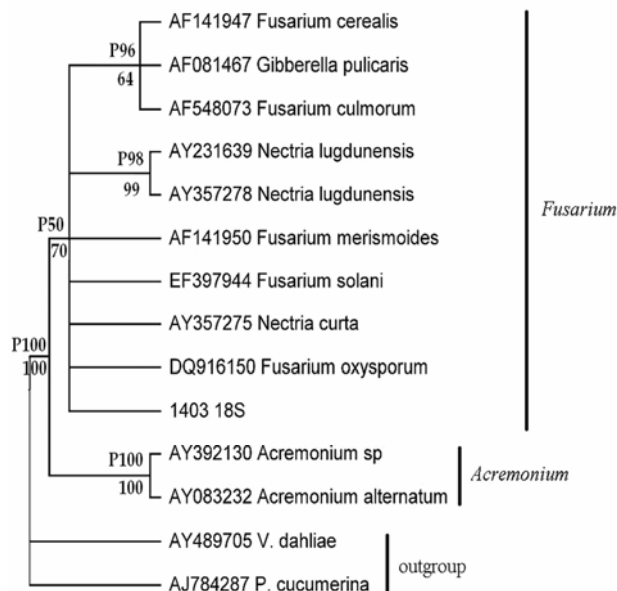 AF141947 Fusarium cerealis
P96
AF081467 Gibberella pulicaris
64
AF548073 Fusarium culmorum
AY231639 Nectria lugdunensis
P98
99
AY357278 Nectria lugdunensis
Fusarium
P50
AF141950 Fusarium merismoides
70
EF397944 Fusarium solani
AY357275 Nectria curta
P100
100
DQ916150 Fusarium oxysporum
1403 18S
AY392130 Acremonium sp
P100
Acremonium
100
AY083232 Acremonium alternatum
AY489705 V. dahliae
outgroup
AJ784287 P. cucumerina